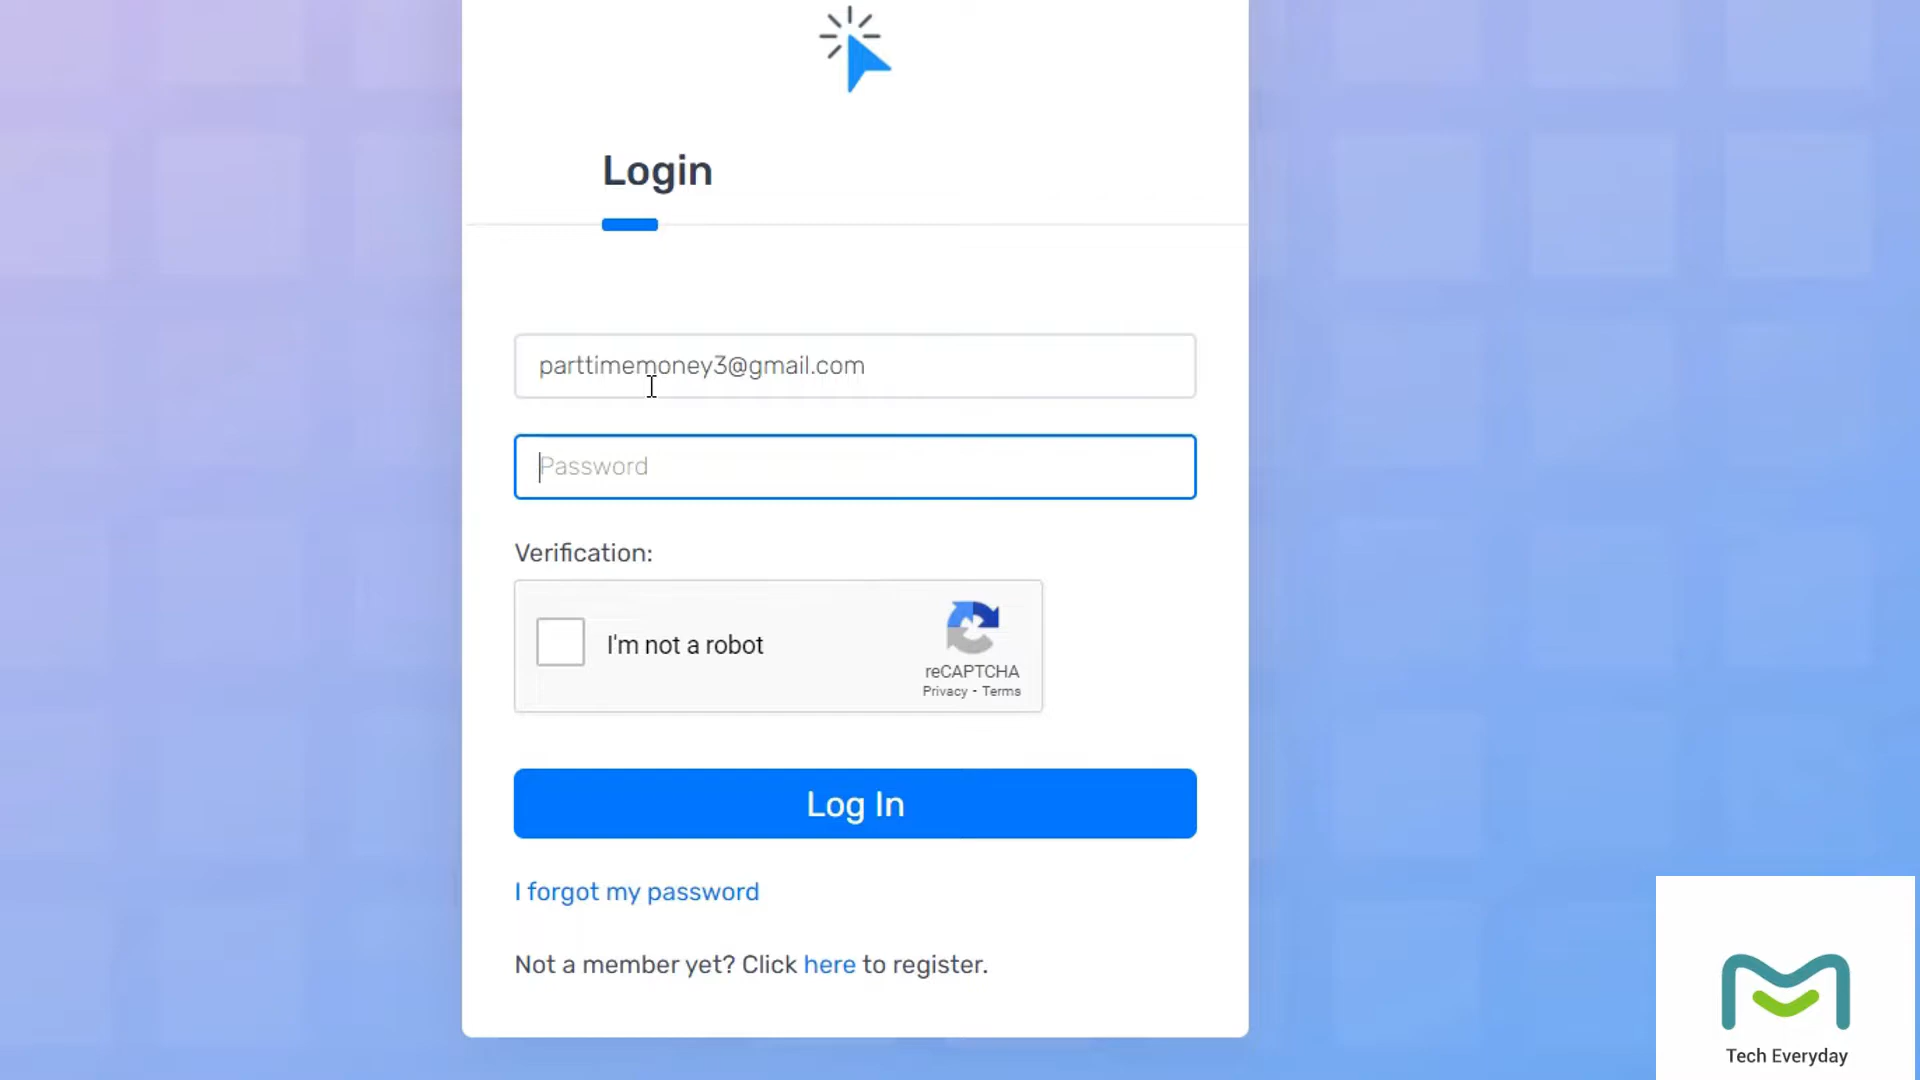 Login
parttimemoney3@gmail.com
Password
Verification:
I'm not a robot
reCAPTCHA
Privacy - Terms
Log In
I forgot my password
Not a member yet? Click here to register.
Tech Everyday